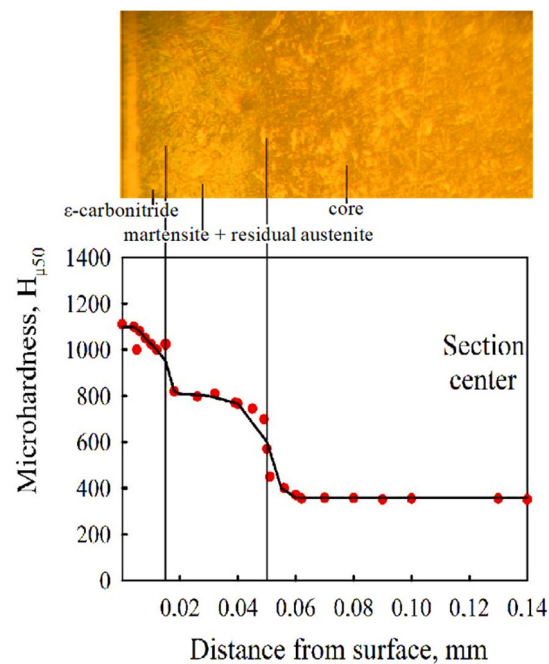 ε-carbonitride
core
martensite + residual austenite
1400
1200
1000
800
600
400
200
0
Microhardness, Hμ50
Section
center
0.02 0.04 0.06 0.08 0.10 0.12 0.14
Distance from surface, mm